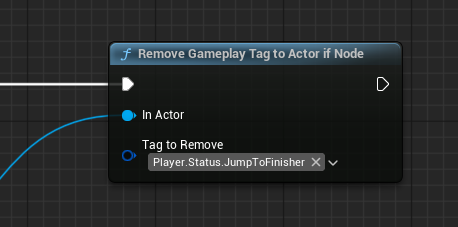 Remove Gameplay Tag to Actor if Node
In Actor
Tag to Remove
Player.Status.JumpToFinisher